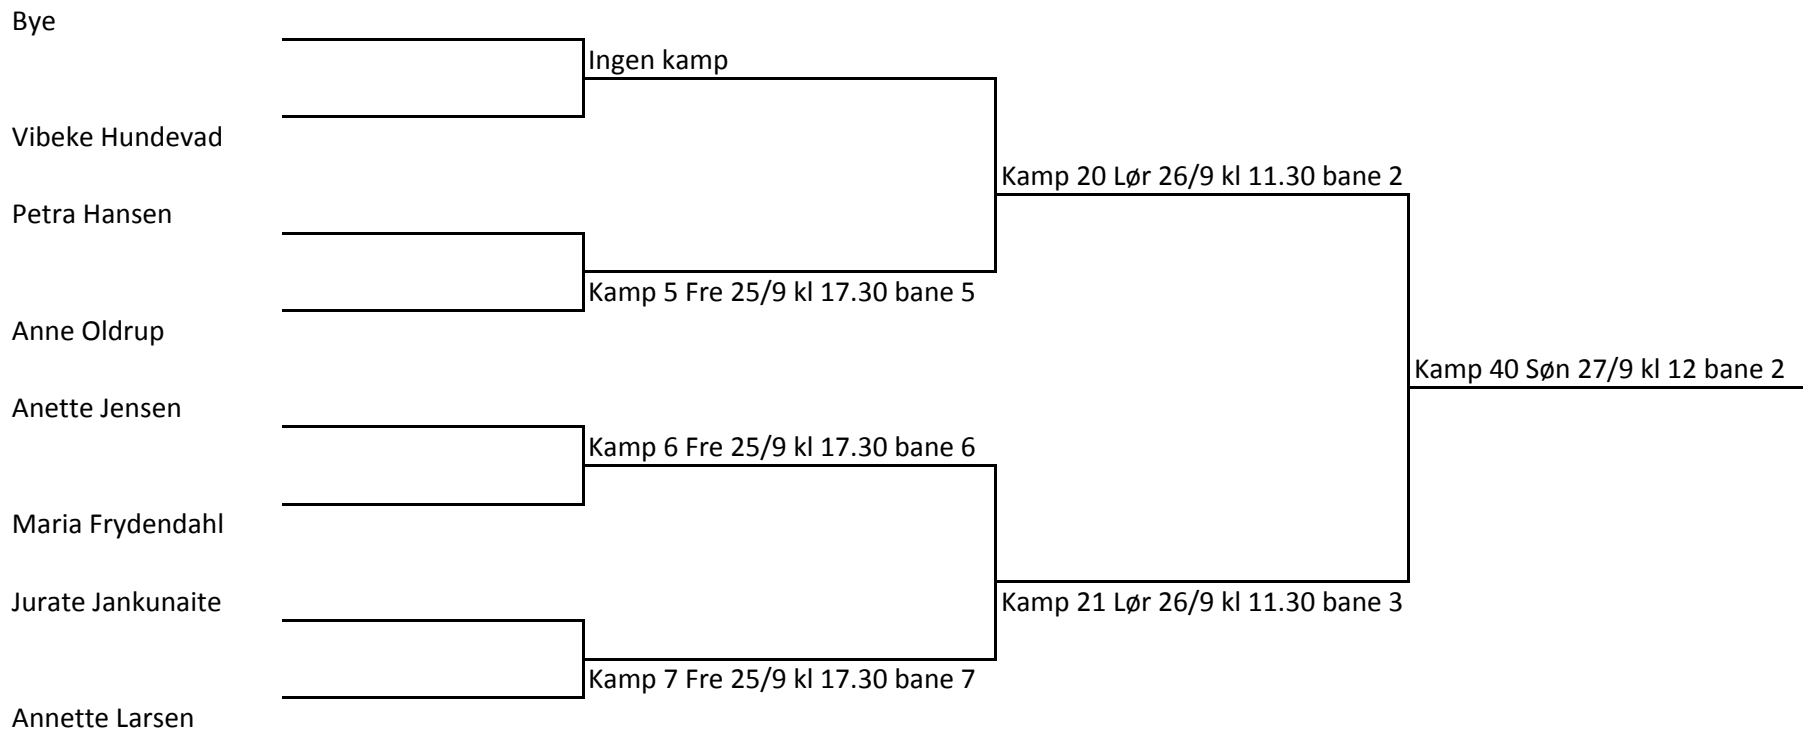 Bye
Ingen kamp
Vibeke Hundevad
Kamp 20 Lør 26/9 kl 11.30 bane 2
Petra Hansen
Kamp 5 Fre 25/9 kl 17.30 bane 5
Anne Oldrup
Kamp 40 Søn 27/9 kl 12 bane 2
Anette Jensen
Kamp 6 Fre 25/9 kl 17.30 bane 6
Maria Frydendahl
Jurate Jankunaite
Kamp 21 Lør 26/9 kl 11.30 bane 3
Kamp 7 Fre 25/9 kl 17.30 bane 7
Annette Larsen